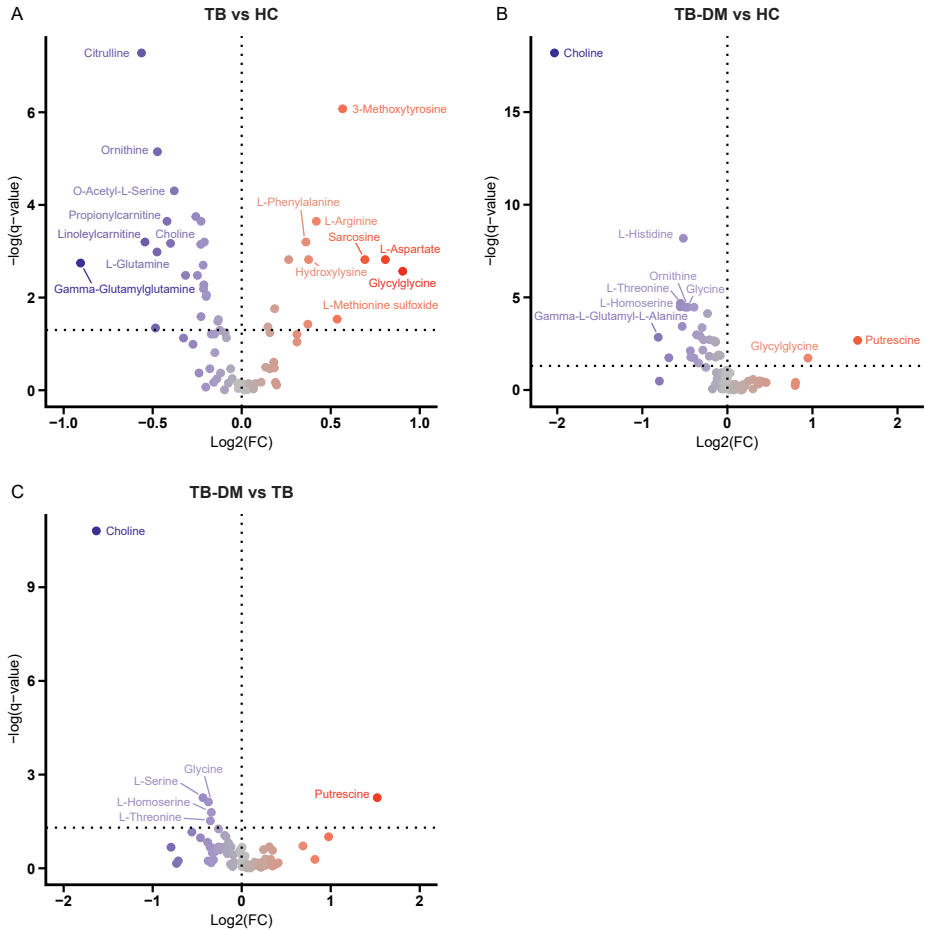 A
TB vs HC
Citrulline
3-Methoxytyrosine
6
Ornithine
O-Acetyl-L-Serine
L-Phenylalanine
Propionylcarnitine
L-Arginine
4
Linoleylcarnitine
Choline
Sarcosine
L-Aspartate
L-Glutamine
Hydroxylysine
Gamma-Glutamylglutamine
Glycylglycine
2
L-Methionine sulfoxide
0
−log(q−value)
−1.0
−0.5
0
0.5
1.0
Log2(FC)
B
TB-DM vs HC
Choline
15
10
L-Histidine
Ornithine
L-Threonine
Glycine
5
L-Homoserine
Gamma-L-Glutamyl-L-Alanine
Glycylglycine
Putrescine
0
−log(q−value)
−2
−1
0
1
2
Log2(FC)
C
TB-DM vs TB
Choline
9
6
3
Glycine
L-Serine
Putrescine
L-Homoserine
L-Threonine
0
−log(q−value)
−2
−1
0
1
2
Log2(FC)